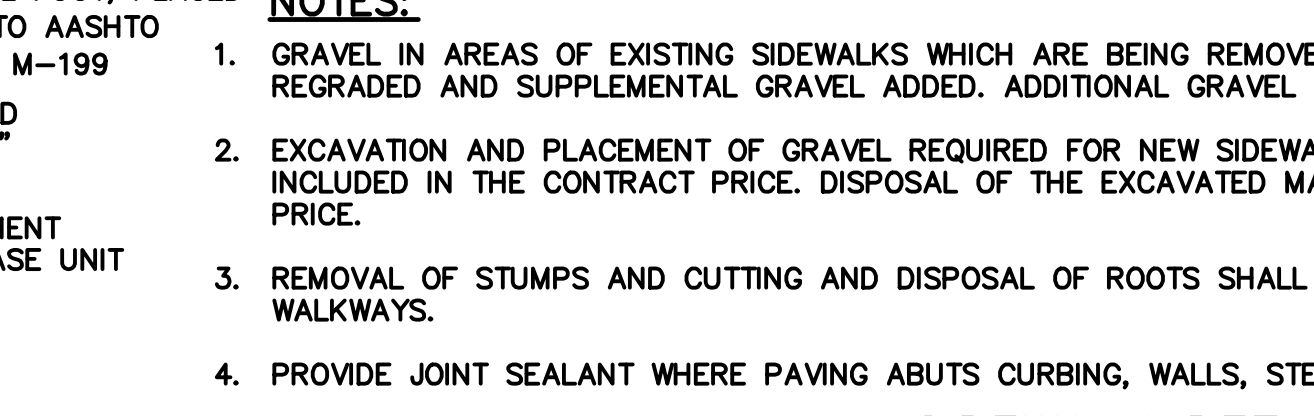 TO AASHTO
M-199
D
"
ENT
ASE UNIT
NOTES:
1. GRAVEL IN AREAS OF EXISTING SIDEWALKS WHICH ARE BEING REMOVE
REGRADED AND SUPPLEMENTAL GRAVEL ADDED. ADDITIONAL GRAVEL
2. EXCAVATION AND PLACEMENT OF GRAVEL REQUIRED FOR NEW SIDEWA
INCLUDED IN THE CONTRACT PRICE. DISPOSAL OF THE EXCAVATED MA
PRICE.
3. REMOVAL OF STUMPS AND CUTTING AND DISPOSAL OF ROOTS SHALL
WALKWAYS.
4. PROVIDE JOINT SEALANT WHERE PAVING ABUTS CURBING, WALLS, STE